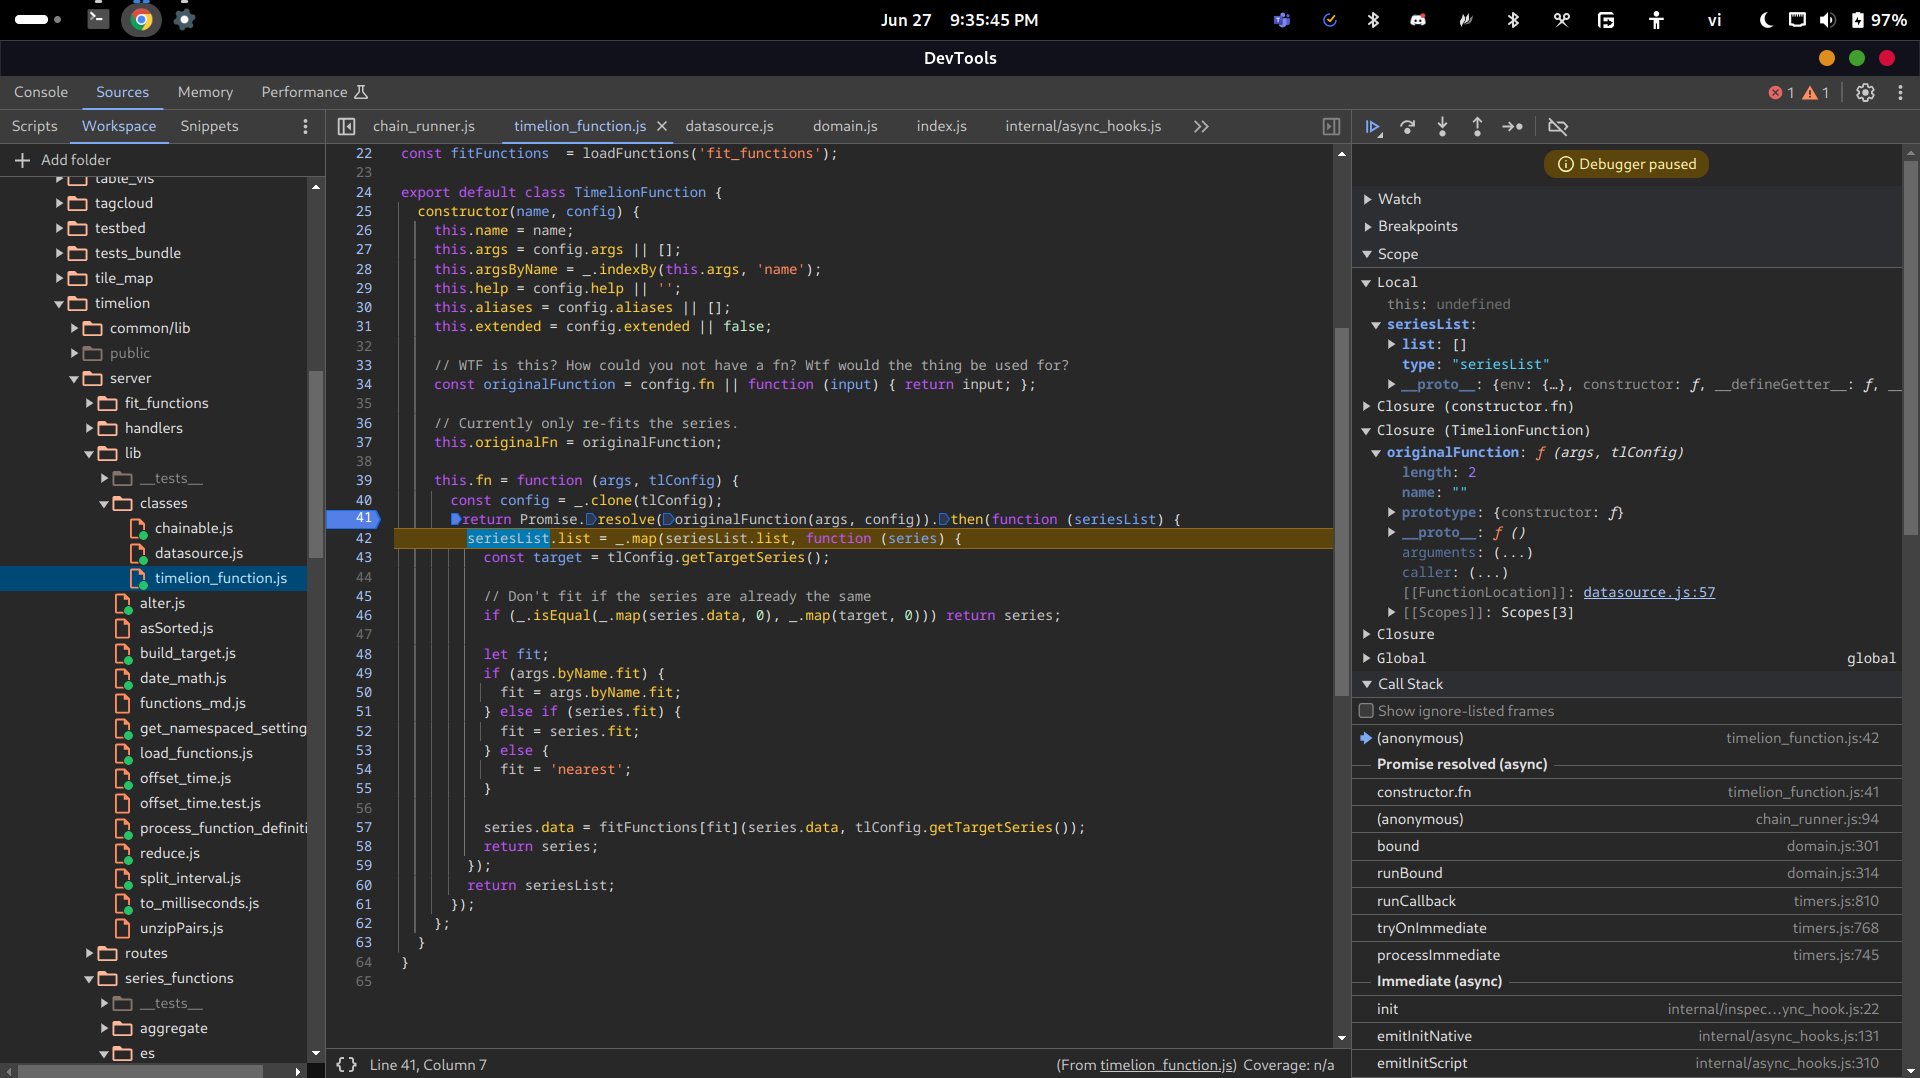 Jun 27 9:35:45 PM
vi
97%
DevTools
Console Sources Memory Performance
1 1
Scripts Workspace Snippets
chain_runner.js timelion_function.js datasource.js domain.js index.js internal/async_hooks.js
Add folder
table_vis
tagcloud
testbed
tests_bundle
tile_map
timelion
common/lib
public
server
fit_functions
handlers
lib
__tests__
classes
chainable.js
datasource.js
timelion_function.js
alter.js
asSorted.js
build_target.js
date_math.js
functions_md.js
get_namespaced_setting
load_functions.js
offset_time.js
offset_time.test.js
process_function_definiti
reduce.js
split_interval.js
to_milliseconds.js
unzipPairs.js
routes
series_functions
__tests__
aggregate
es
22 const fitFunctions  = loadFunctions('fit_functions');
23
24 export default class TimelionFunction {
25   constructor(name, config) {
26     this.name = name;
27     this.args = config.args || [];
28     this.argsByName = _.indexBy(this.args, 'name');
29     this.help = config.help || '';
30     this.aliases = config.aliases || [];
31     this.extended = config.extended || false;
32
33     // WTF is this? How could you not have a fn? Wtf would the thing be used for?
34     const originalFunction = config.fn || function (input) { return input; };
35
36     // Currently only re-fits the series.
37     this.originalFn = originalFunction;
38
39     this.fn = function (args, tlConfig) {
40       const config = _.clone(tlConfig);
41       return Promise.resolve(originalFunction(args, config)).then(function (seriesList) {
42         seriesList.list = _.map(seriesList.list, function (series) {
43           const target = tlConfig.getTargetSeries();
44
45           // Don't fit if the series are already the same
46           if (_.isEqual(_.map(series.data, 0), _.map(target, 0))) return series;
47
48           let fit;
49           if (args.byName.fit) {
50             fit = args.byName.fit;
51           } else if (series.fit) {
52             fit = series.fit;
53           } else {
54             fit = 'nearest';
55           }
56
57           series.data = fitFunctions[fit](series.data, tlConfig.getTargetSeries());
58           return series;
59         });
60         return seriesList;
61       });
62     };
63   }
64 }
65
{} Line 41, Column 7
(From timelion_function.js) Coverage: n/a
Debugger paused
Watch
Breakpoints
Scope
Local
this: undefined
seriesList:
list: []
type: "seriesList"
__proto__: {env: {…}, constructor: ƒ, __defineGetter__: ƒ, __
Closure (constructor.fn)
Closure (TimelionFunction)
originalFunction: ƒ (args, tlConfig)
length: 2
name: ""
prototype: {constructor: ƒ}
__proto__: ƒ ()
arguments: (...)
caller: (...)
[[FunctionLocation]]: datasource.js:57
[[Scopes]]: Scopes[3]
Closure
Global global
Call Stack
Show ignore-listed frames
(anonymous) timelion_function.js:42
Promise resolved (async)
constructor.fn timelion_function.js:41
(anonymous) chain_runner.js:94
bound domain.js:301
runBound domain.js:314
runCallback timers.js:810
tryOnImmediate timers.js:768
processImmediate timers.js:745
Immediate (async)
init internal/inspec…ync_hook.js:22
emitInitNative internal/async_hooks.js:131
emitInitScript internal/async_hooks.js:310